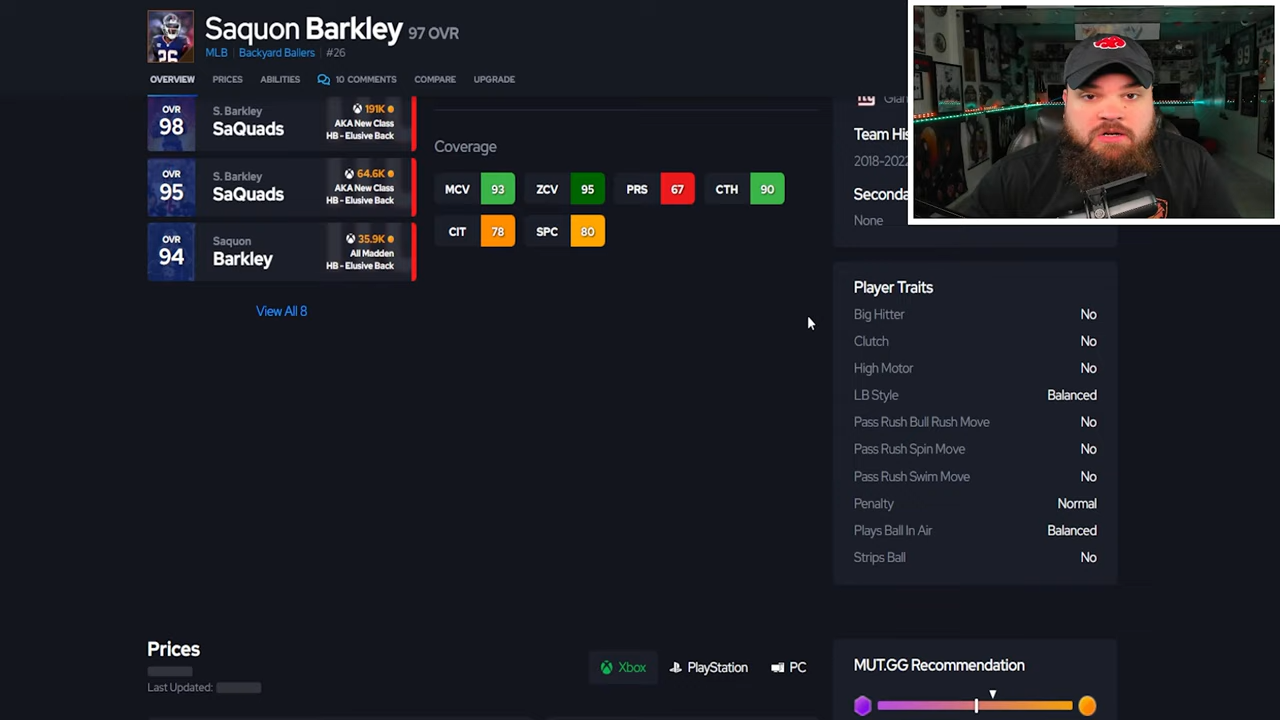 Saquon Barkley 97 OVR
MLB | Backyard Ballers | #26
OVERVIEW PRICES ABILITIES 10 COMMENTS COMPARE UPGRADE
OVR 98 S. Barkley SaQuads 191K AKA New Class HB - Elusive Back
OVR 95 S. Barkley SaQuads 64.6K AKA New Class HB - Elusive Back
OVR 94 Saquon Barkley 35.9K All Madden HB - Elusive Back
View All 8
Coverage
MCV 93 ZCV 95 PRS 67 CTH 90
CIT 78 SPC 80
Team His
2018-2022
Seconda
None
Player Traits
Big Hitter No
Clutch No
High Motor No
LB Style Balanced
Pass Rush Bull Rush Move No
Pass Rush Spin Move No
Pass Rush Swim Move No
Penalty Normal
Plays Ball In Air Balanced
Strips Ball No
Prices
Last Updated:
Xbox PlayStation PC
MUT.GG Recommendation